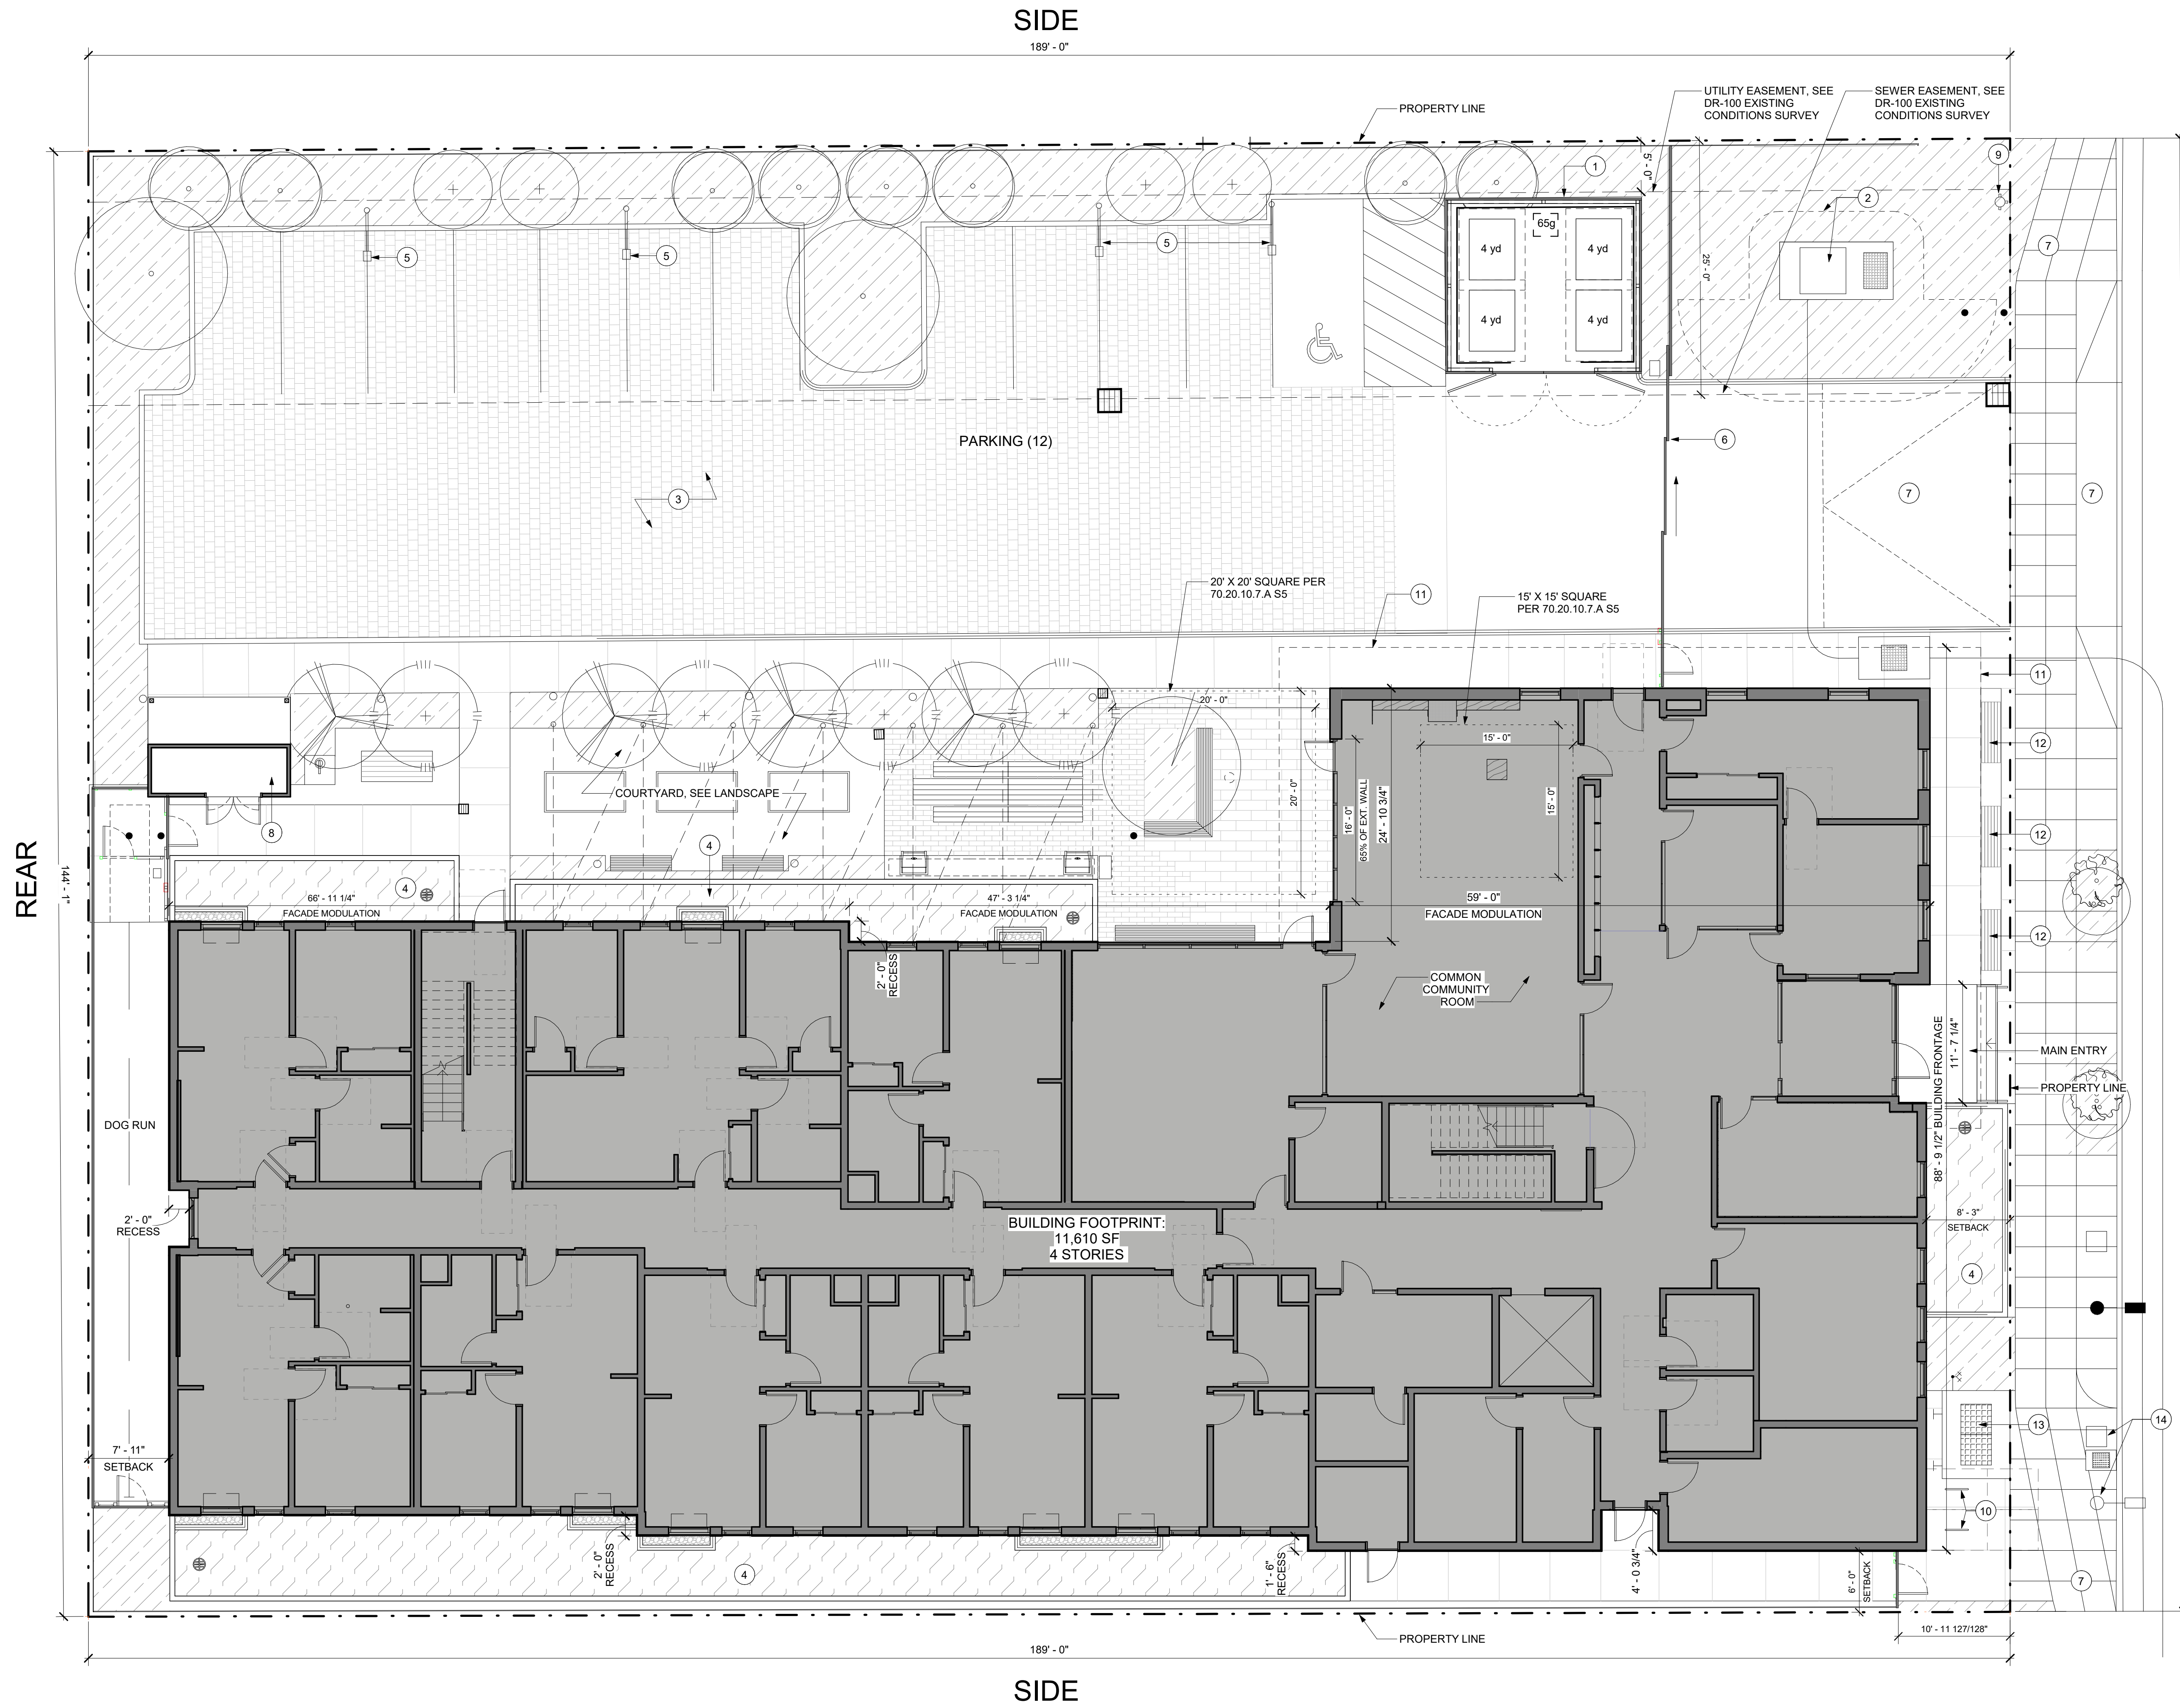 SIDE
189' - 0"
PROPERTY LINE
UTILITY EASEMENT, SEE
DR-100 EXISTING
CONDITIONS SURVEY
SEWER EASEMENT, SEE
DR-100 EXISTING
CONDITIONS SURVEY
1
5' - 0"
9
2
65g
4 yd
4 yd
4 yd
4 yd
25' - 0"
7
5
5
5
PARKING (12)
6
3
7
7
20' X 20' SQUARE PER
70.20.10.7.A S5
11
15' X 15' SQUARE
PER 70.20.10.7.A S5
11
20' - 0"
15' - 0"
12
COURTYARD, SEE LANDSCAPE
20' - 0"
16' - 0"
65% OF EXT. WALL
24' - 10 3/4"
15' - 0"
8
4
12
REAR
144' - 1"
4
66' - 11 1/4"
FACADE MODULATION
47' - 3 1/4"
FACADE MODULATION
59' - 0"
FACADE MODULATION
12
2' - 0"
RECESS
COMMON
COMMUNITY
ROOM
88' - 9 1/2" BUILDING FRONTAGE
11' - 7 1/4"
MAIN ENTRY
PROPERTY LINE
DOG RUN
2' - 0"
RECESS
BUILDING FOOTPRINT:
11,610 SF
4 STORIES
8' - 3"
SETBACK
4
7' - 11"
SETBACK
13
14
10
2' - 0"
RECESS
4
1' - 6"
RECESS
4' - 0 3/4"
6' - 0"
SETBACK
7
PROPERTY LINE
10' - 11 127/128"
189' - 0"
SIDE